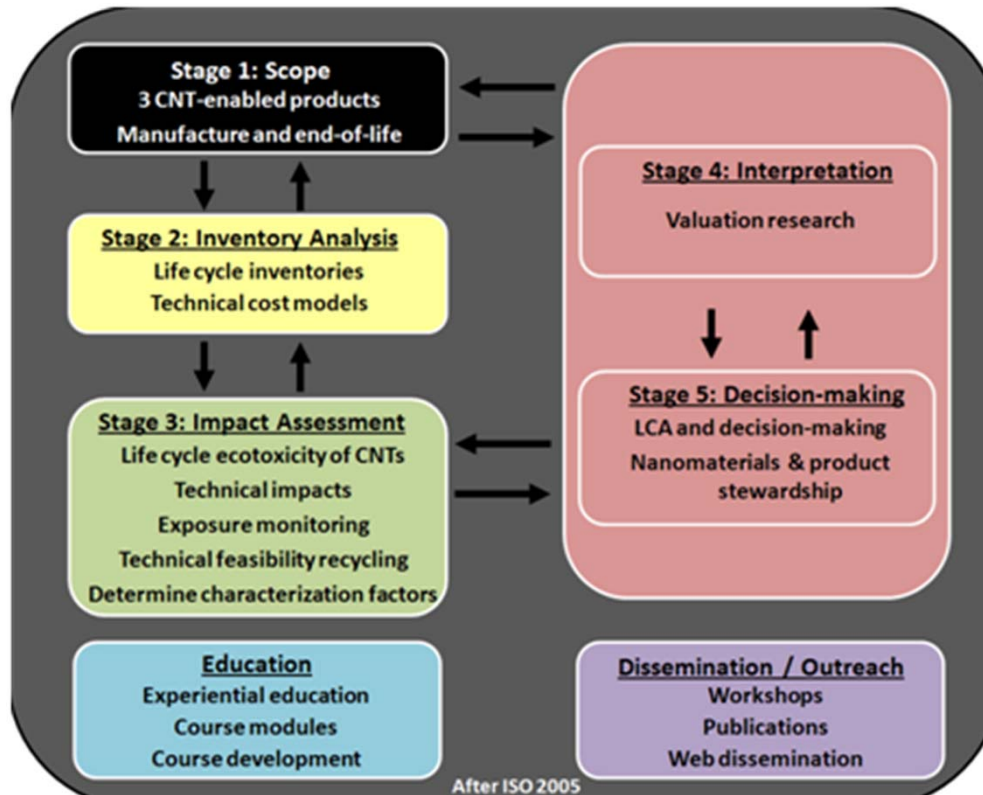 Stage 1: Scope
3 CNT-enabled products
Manufacture and end-of-life
Stage 2: Inventory Analysis
Life cycle inventories
Technical cost models
Stage 3: Impact Assessment
Life cycle ecotoxicity of CNTs
Technical impacts
Exposure monitoring
Technical feasibility recycling
Determine characterization factors
Stage 4: Interpretation
Valuation research
Stage 5: Decision-making
LCA and decision-making
Nanomaterials & product
stewardship
Education
Experiential education
Course modules
Course development
Dissemination / Outreach
Workshops
Publications
Web dissemination
After ISO 2005